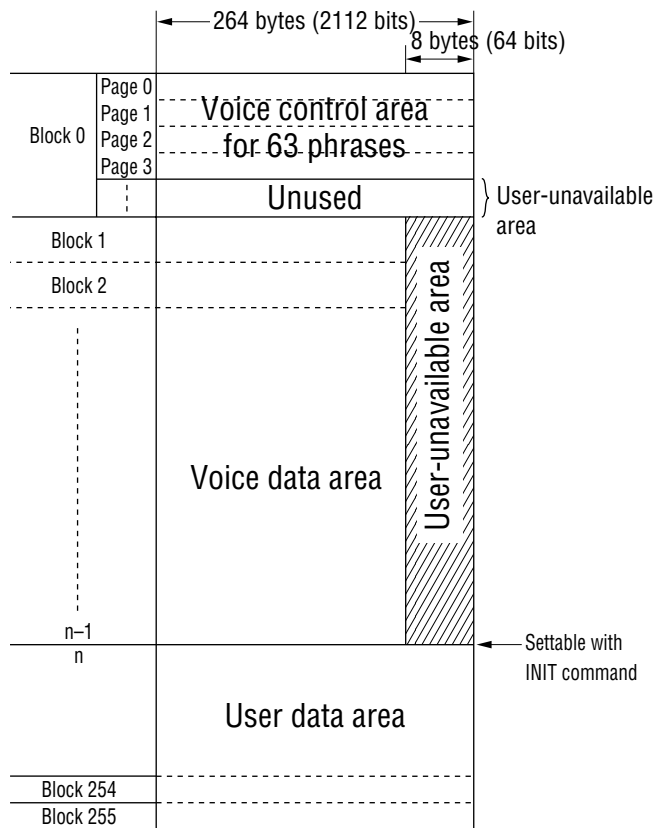 264 bytes (2112 bits)
8 bytes (64 bits)
Block 0
Page 0
Page 1
Page 2
Page 3
Voice control area
for 63 phrases
Unused
User-unavailable
area
Block 1
Block 2
User-unavailable area
Voice data area
n–1
n
Settable with
INIT command
User data area
Block 254
Block 255